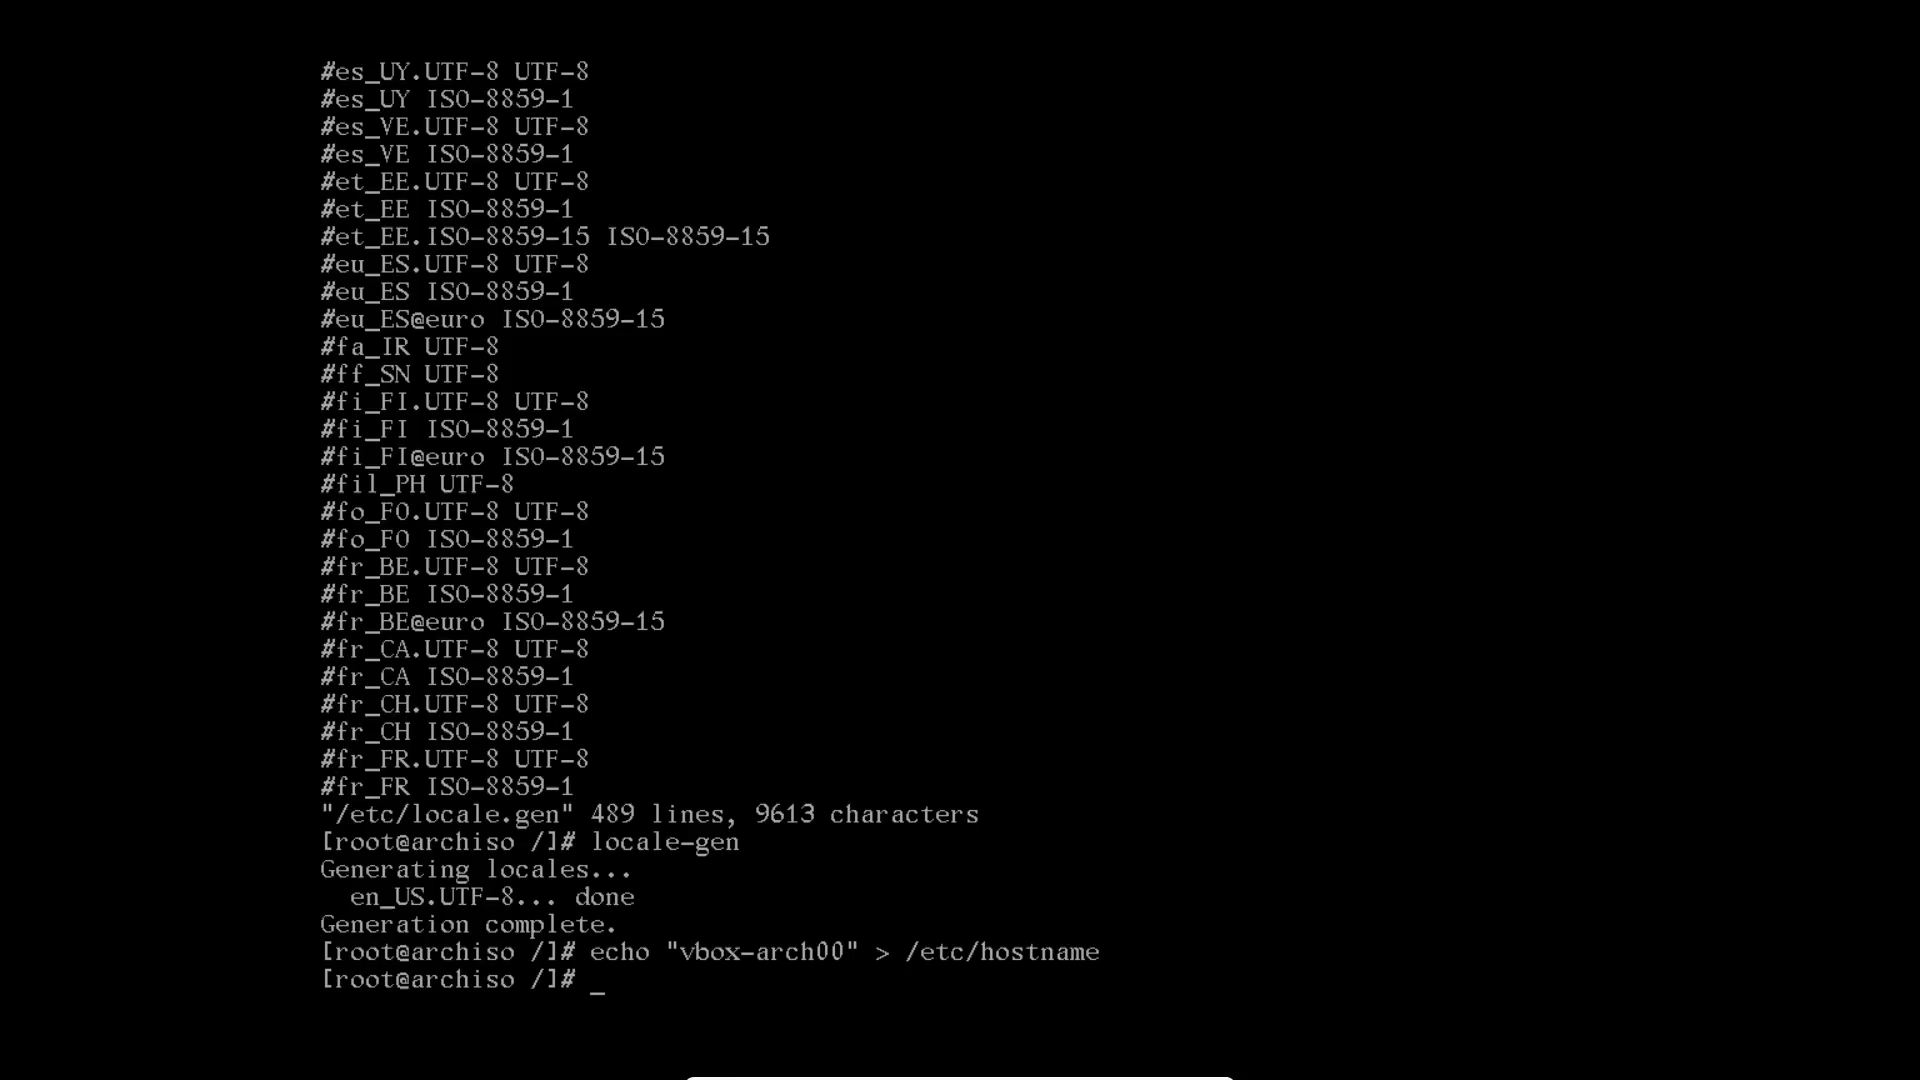 #es_UY.UTF-8 UTF-8
#es_UY ISO-8859-1
#es_VE.UTF-8 UTF-8
#es_VE ISO-8859-1
#et_EE.UTF-8 UTF-8
#et_EE ISO-8859-1
#et_EE.ISO-8859-15 ISO-8859-15
#eu_ES.UTF-8 UTF-8
#eu_ES ISO-8859-1
#eu_ES@euro ISO-8859-15
#fa_IR UTF-8
#ff_SN UTF-8
#fi_FI.UTF-8 UTF-8
#fi_FI ISO-8859-1
#fi_FI@euro ISO-8859-15
#fil_PH UTF-8
#fo_FO.UTF-8 UTF-8
#fo_FO ISO-8859-1
#fr_BE.UTF-8 UTF-8
#fr_BE ISO-8859-1
#fr_BE@euro ISO-8859-15
#fr_CA.UTF-8 UTF-8
#fr_CA ISO-8859-1
#fr_CH.UTF-8 UTF-8
#fr_CH ISO-8859-1
#fr_FR.UTF-8 UTF-8
#fr_FR ISO-8859-1
"/etc/locale.gen" 489 lines, 9613 characters
[root@archiso /]# locale-gen
Generating locales...
  en_US.UTF-8... done
Generation complete.
[root@archiso /]# echo "vbox-arch00" > /etc/hostname
[root@archiso /]# _